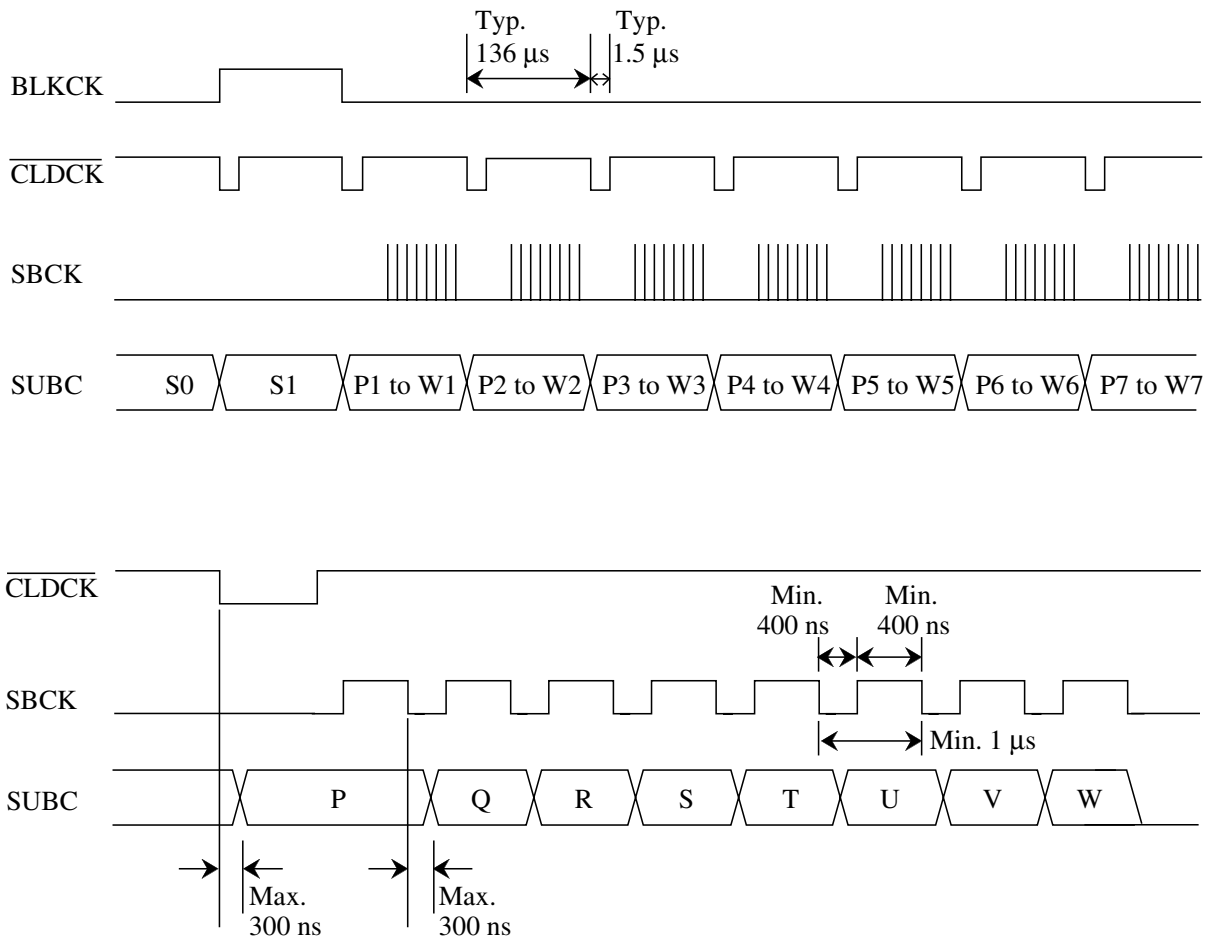 Typ.
136 µs
Typ.
1.5 µs
BLKCK
CLDCK
SBCK
SUBC
S0
S1
P1 to W1
P2 to W2
P3 to W3
P4 to W4
P5 to W5
P6 to W6
P7 to W7
CLDCK
Min.
400 ns
Min.
400 ns
SBCK
Min. 1 µs
SUBC
P
Q
R
S
T
U
V
W
Max.
300 ns
Max.
300 ns